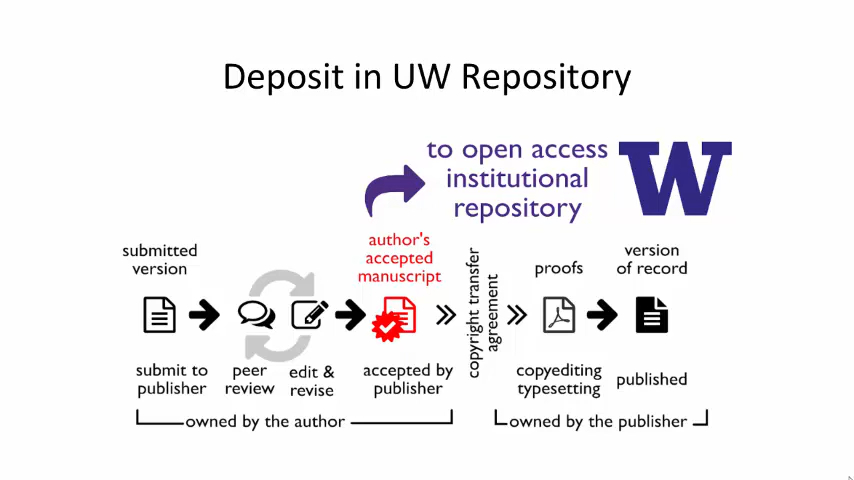 Deposit in UW Repository
to open access
institutional
repository
W
submitted
version
author's
accepted
manuscript
copyright transfer
agreement
proofs
version
of record
submit to
publisher
peer
review
edit &
revise
accepted by
publisher
copyediting
typesetting
published
owned by the author
owned by the publisher